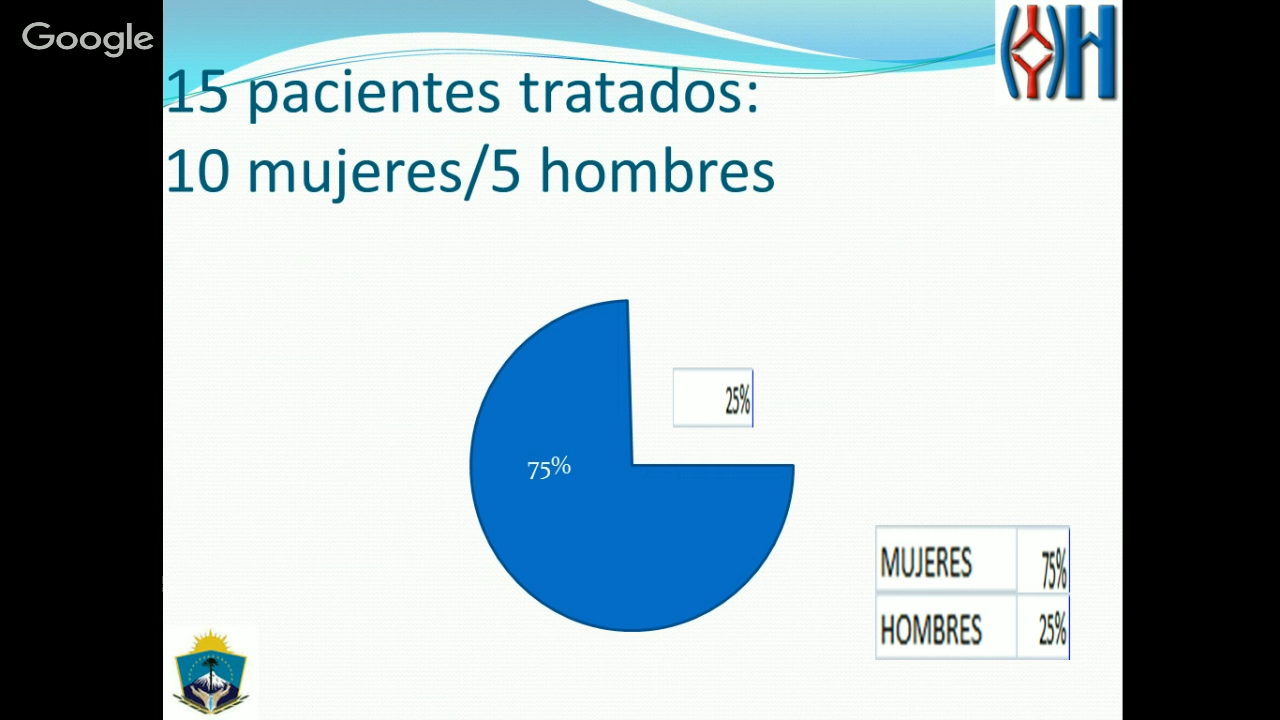 Google
15 pacientes tratados:
10 mujeres/5 hombres
25%
75%
MUJERES 75%
HOMBRES 25%